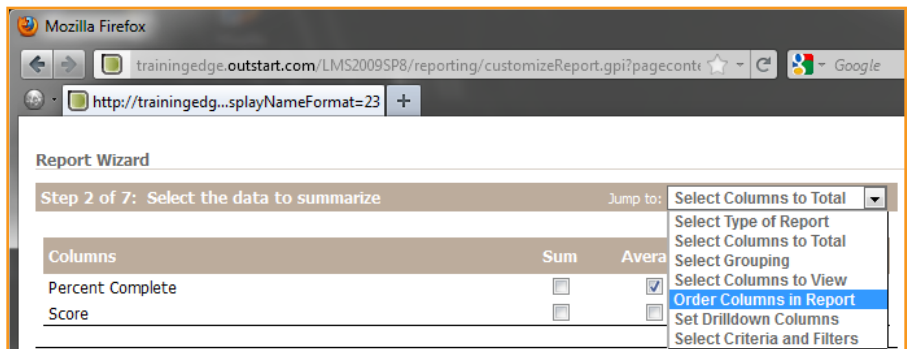 Mozilla Firefox
trainingedge.outstart.com/LMS2009SP8/reporting/customizeReport.gpi?pageconte
Google
http://trainingedg...splayNameFormat=23 +
Report Wizard
Step 2 of 7: Select the data to summarize Jump to: Select Columns to Total
Select Type of Report
Select Columns to Total
Select Grouping
Select Columns to View
Order Columns in Report
Set Drilldown Columns
Select Criteria and Filters
Columns Sum Avera
Percent Complete
Score